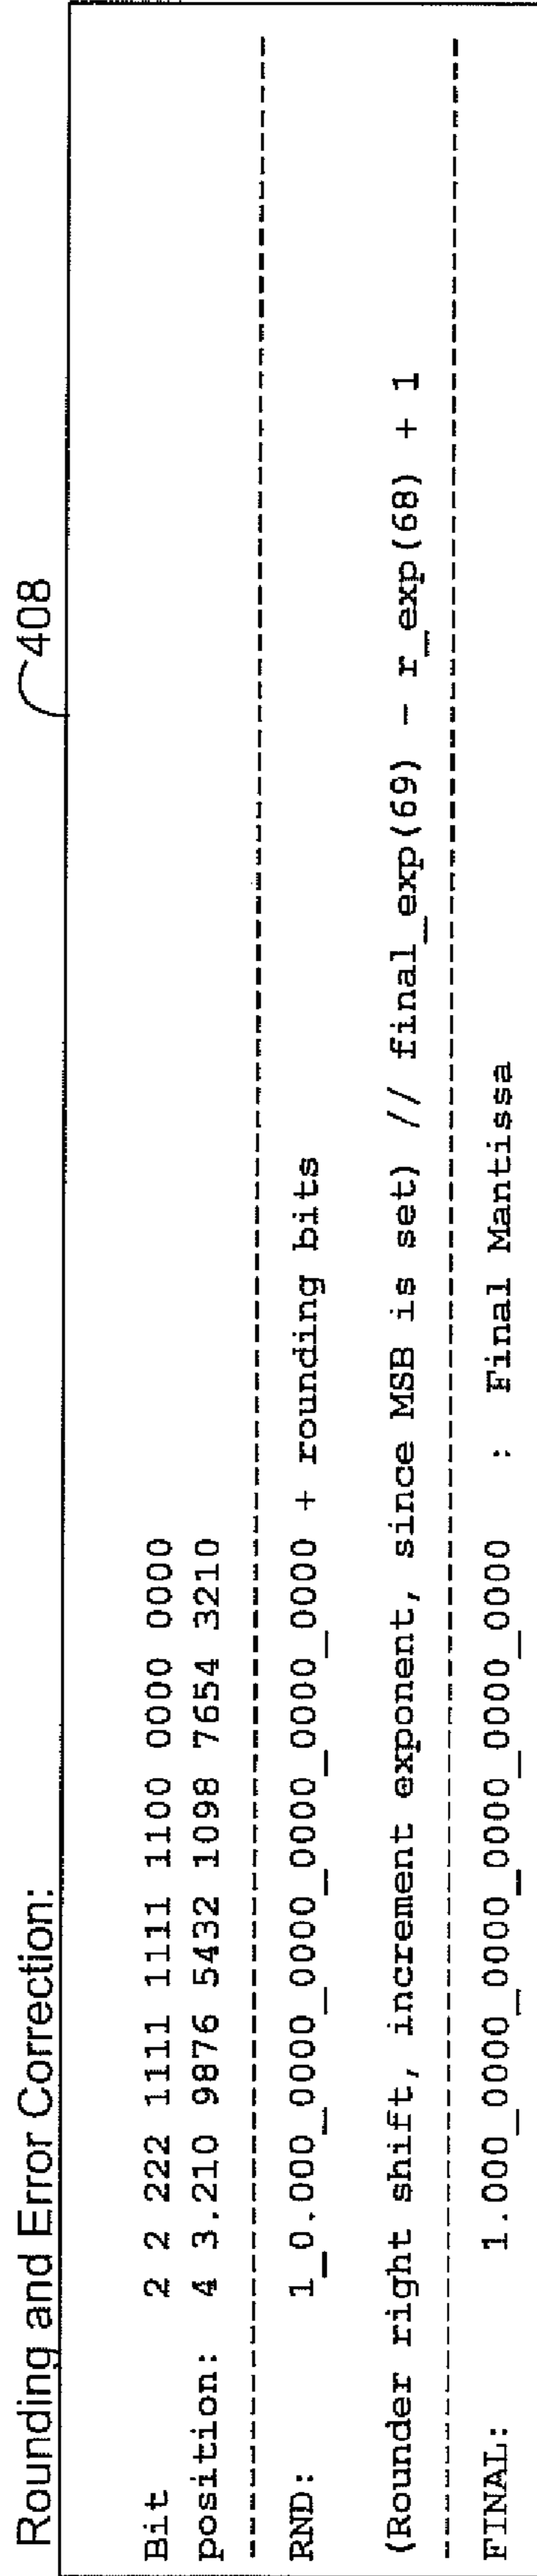 Rounding and Error Correction:
408
Bit 2 2 222 1111 1111 1100 0000 0000
position: 4 3.210 9876 5432 1098 7654 3210
RND: 1_0.000_0000_0000_0000_0000_0000 + rounding bits
(Rounder right shift, increment exponent, since MSB is set) // final_exp(69) - r_exp(68) + 1
FINAL: 1.000_0000_0000_0000_0000_0000 : Final Mantissa